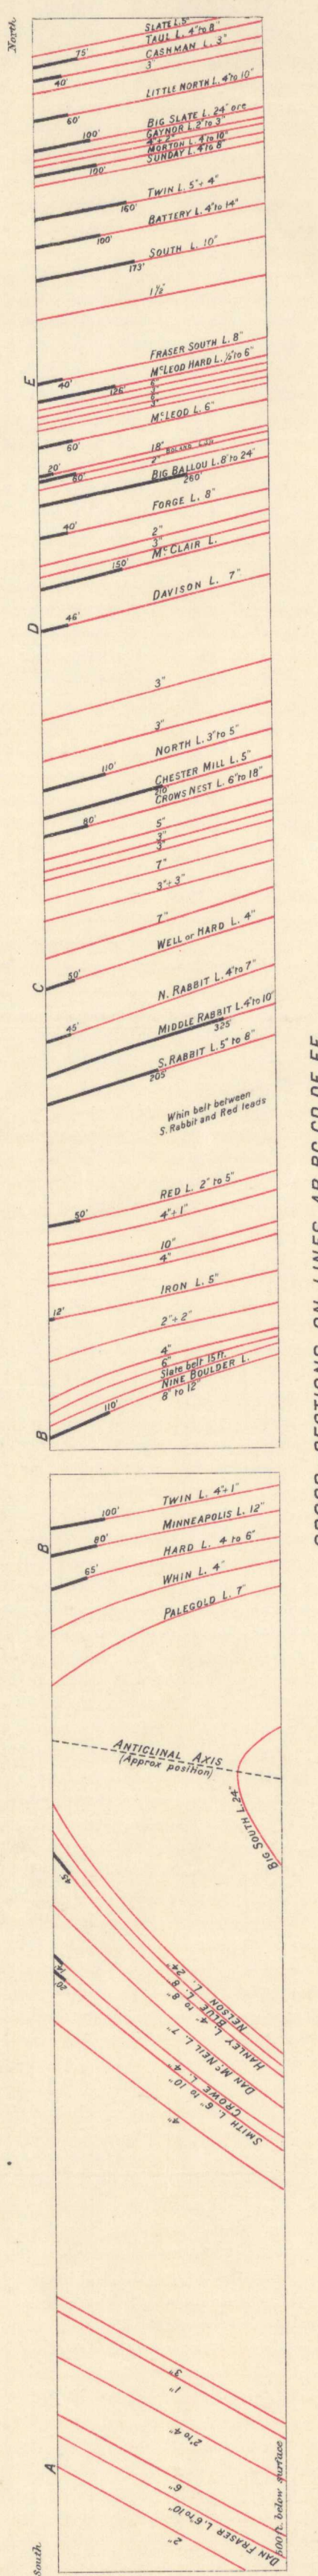 North
SLATE L. 5"
TAUL L. 4" to 8"
75'
CASHMAN L. 3"
3"
40'
LITTLE NORTH L. 4" to 10"
60'
BIG SLATE L. 24" ore
GAYNOR L. 2" to 3"
100'
4" + 2"
MORTON L. 4 to 10"
SUNDAY L. 4 to 8"
100'
TWIN L. 5" + 4"
160'
BATTERY L. 4" to 14"
100'
SOUTH L. 10"
173'
1½"
FRASER SOUTH L. 8"
E
40'
McLEOD HARD L. ½" to 6"
126'
3"
McLEOD L. 6"
60'
18"
2"
20'
60'
BIG BALLOU L. 8" to 24"
260'
FORGE L. 8"
40'
2"
3"
McCLAIR L.
150'
DAVISON L. 7"
D
46'
3"
3"
NORTH L. 3" to 5"
110'
CHESTER MILL L. 5"
CROWS NEST L. 6" to 18"
80'
5"
3"
3"
7"
3" + 3"
7"
WELL or HARD L. 4"
C
50'
N. RABBIT L. 4" to 7"
45'
MIDDLE RABBIT L. 4" to 10"
325'
S. RABBIT L. 5" to 8"
205'
Whin belt between
S. Rabbit and Red leads
RED L. 2" to 5"
50'
4" + 1"
10"
4"
IRON L. 5"
12'
2" + 2"
4"
6"
Slate belt 15 ft.
NINE BOULDER L.
8" to 12"
110'
B
TWIN L. 4" + 1"
100'
MINNEAPOLIS L. 12"
B
80'
HARD L. 4 to 6"
65'
WHIN L. 4"
PALEGOLD L. 7"
ANTICLINAL AXIS
(Approx position)
BIG SOUTH L. 24"
45'
NELSON L. 24"
BLUE L. 8"
HANLEY L. 4" to 8"
DAN McNEIL L. 7"
14'
20'
CROWE L. 4"
SMITH L. 6" to 10"
4"
3"
1"
2" to 4"
A
6"
DAN FRASER L. 6" to 10"
2"
500 ft. below surface
South
CROSS SECTIONS ON LINES AB, BC, CD, DE, EF